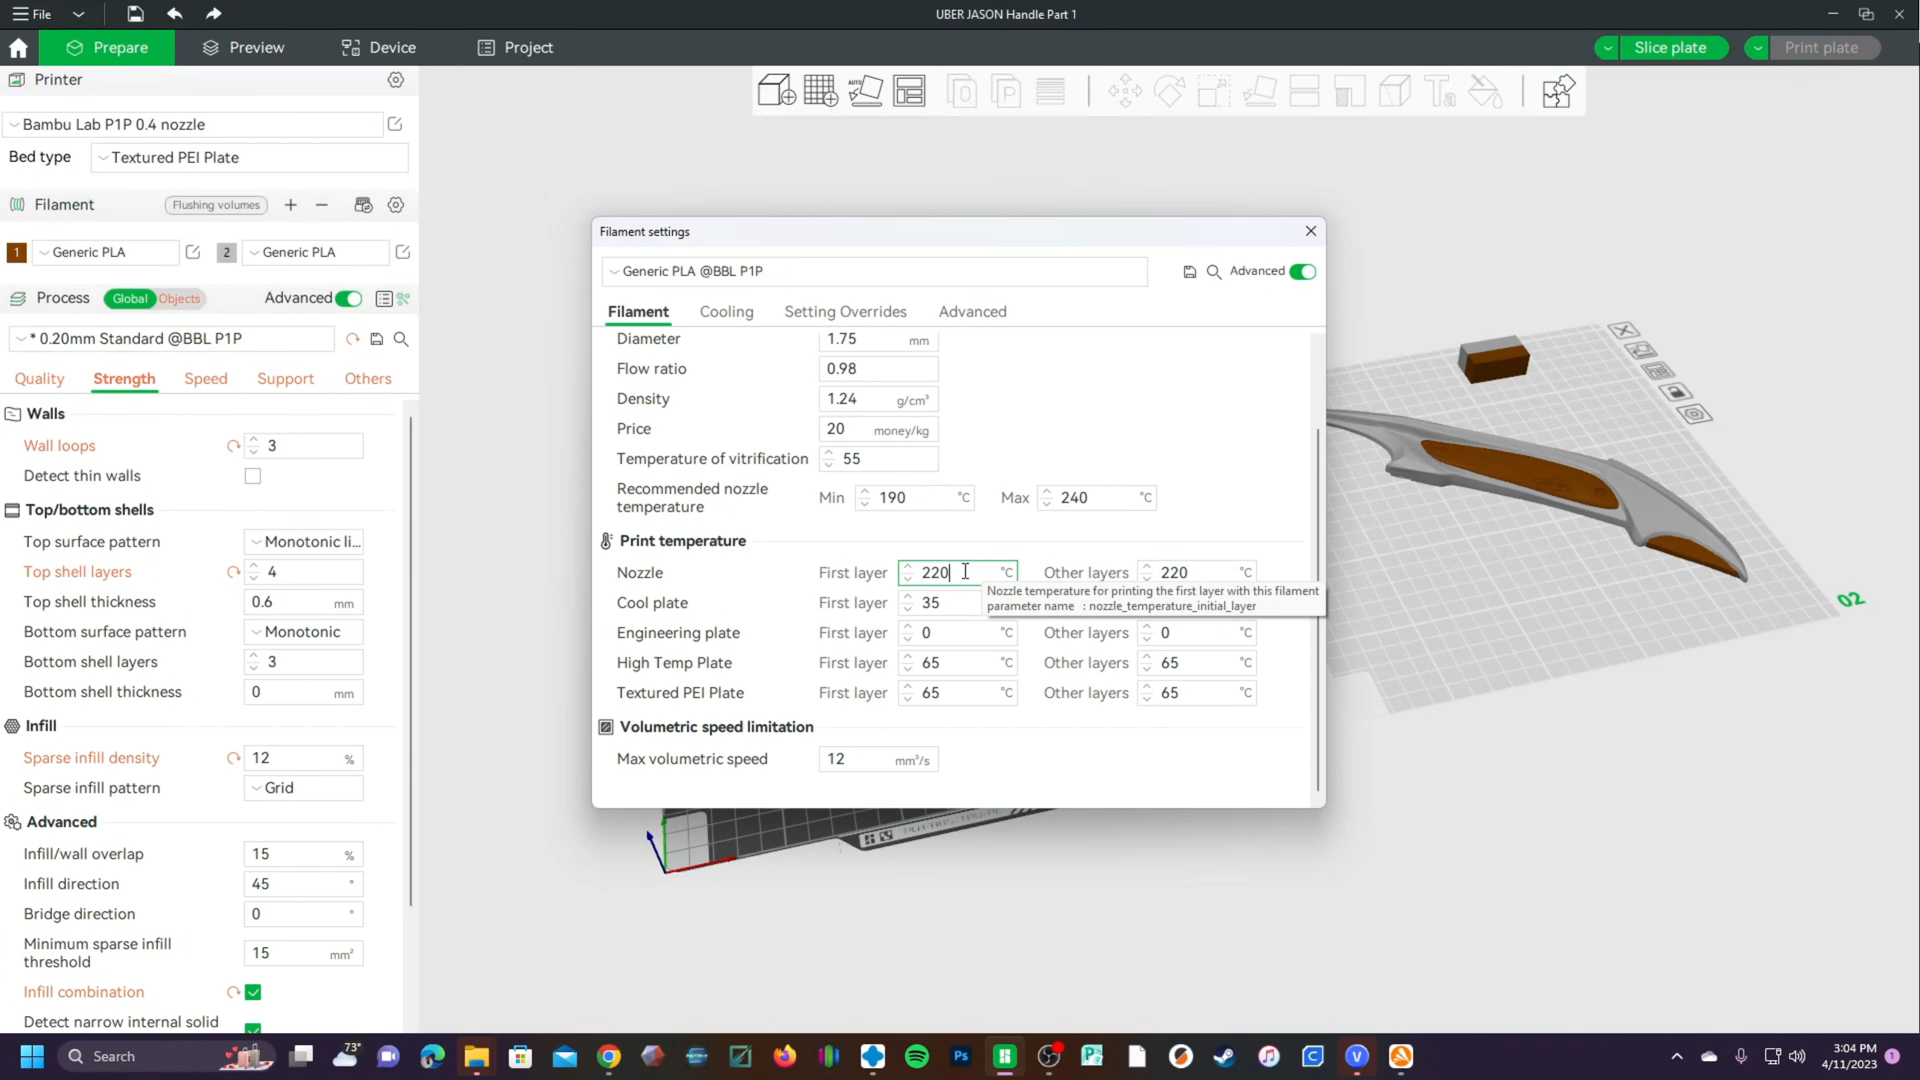 File
UBER JASON Handle Part 1
Prepare
Preview
Device
Project
Slice plate
Print plate
Printer
Bambu Lab P1P 0.4 nozzle
Bed type
Textured PEI Plate
Filament
Flushing volumes
1 Generic PLA
2 Generic PLA
Process
Global Objects
Advanced
* 0.20mm Standard @BBL P1P
Quality Strength Speed Support Others
Walls
Wall loops 3
Detect thin walls
Top/bottom shells
Top surface pattern Monotonic li...
Top shell layers 4
Top shell thickness 0.6 mm
Bottom surface pattern Monotonic
Bottom shell layers 3
Bottom shell thickness 0 mm
Infill
Sparse infill density 12 %
Sparse infill pattern Grid
Advanced
Infill/wall overlap 15 %
Infill direction 45 °
Bridge direction 0 °
Minimum sparse infill
threshold 15 mm²
Infill combination
Detect narrow internal solid
AUTO
Filament settings
Generic PLA @BBL P1P
Advanced
Filament Cooling Setting Overrides Advanced
Diameter 1.75 mm
Flow ratio 0.98
Density 1.24 g/cm³
Price 20 money/kg
Temperature of vitrification 55
Recommended nozzle
temperature Min 190 °C Max 240 °C
Print temperature
Nozzle First layer 220 °C Other layers 220 °C
Nozzle temperature for printing the first layer with this filament
parameter name : nozzle_temperature_initial_layer
Cool plate First layer 35
Engineering plate First layer 0 °C Other layers 0 °C
High Temp Plate First layer 65 °C Other layers 65 °C
Textured PEI Plate First layer 65 °C Other layers 65 °C
Volumetric speed limitation
Max volumetric speed 12 mm³/s
02
Search
73°
Ps
3:04 PM
4/11/2023
1